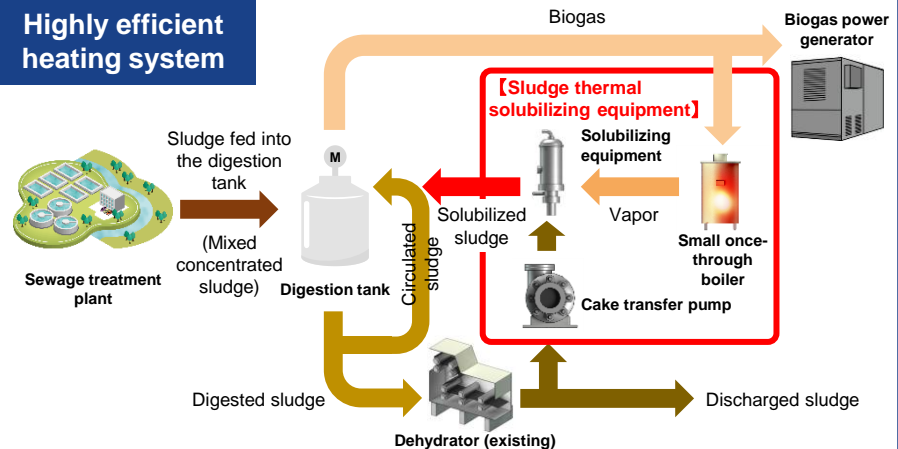 Highly efficient
heating system
Biogas
Biogas power
generator
【Sludge thermal
solubilizing equipment】
Solubilizing
equipment
Sludge fed into
the digestion
tank
M
(Mixed
concentrated
sludge)
Sewage treatment
plant
Digestion tank
Circulated
sludge
Solubilized
sludge
Vapor
Small once-
through
boiler
Cake transfer pump
Digested sludge
Dehydrator (existing)
Discharged sludge